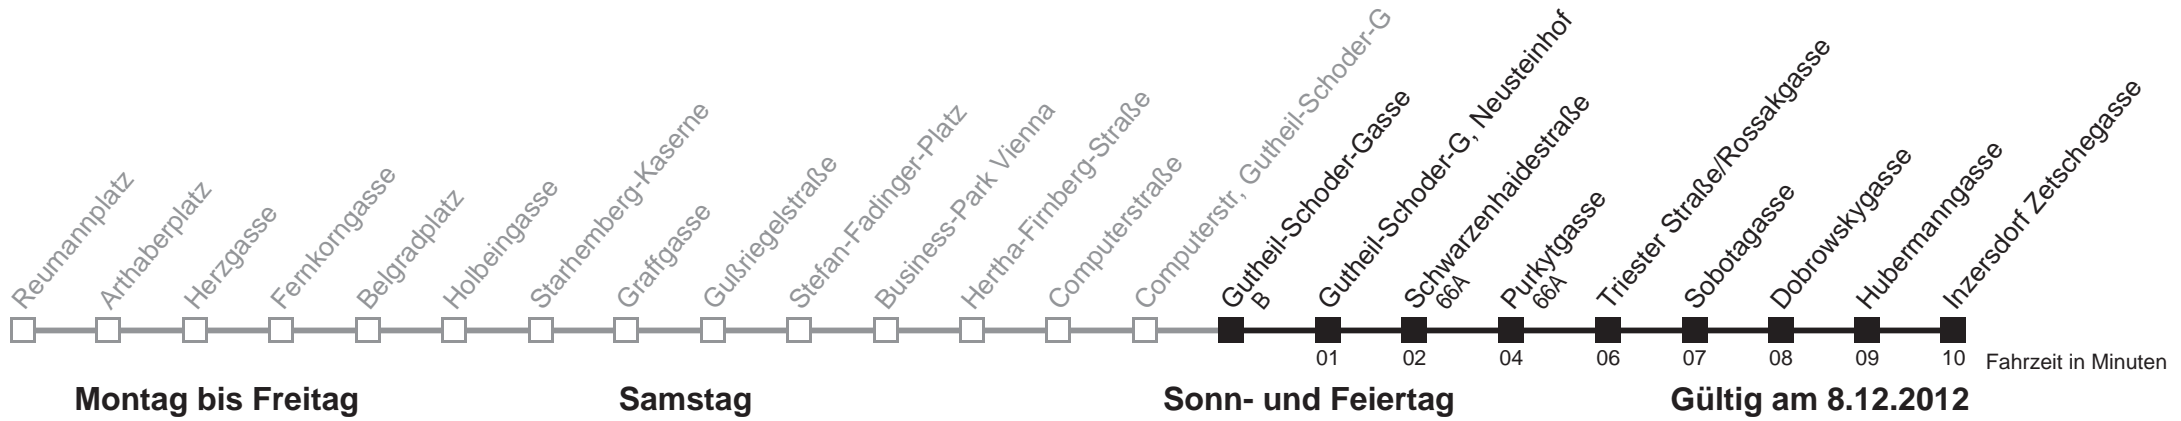 Reumannplatz
Arthaberplatz
Herzgasse
Fernkorngasse
Belgradplatz
Holbeingasse
Starhemberg-Kaserne
Graffgasse
Gußriegelstraße
Stefan-Fadinger-Platz
Business-Park Vienna
Hertha-Firnberg-Straße
Computerstraße
Computerstr, Gutheil-Schoder-G
Gutheil-Schoder-Gasse
B
Gutheil-Schoder-G, Neusteinhof
Schwarzenhaidestraße
66A
Purkytgasse
66A
Triester Straße/Rossakgasse
Sobotagasse
Dobrowskygasse
Hubermanngasse
Inzersdorf Zetschegasse
01 02 04 06 07 08 09 10 Fahrzeit in Minuten
Montag bis Freitag Samstag Sonn- und Feiertag Gültig am 8.12.2012